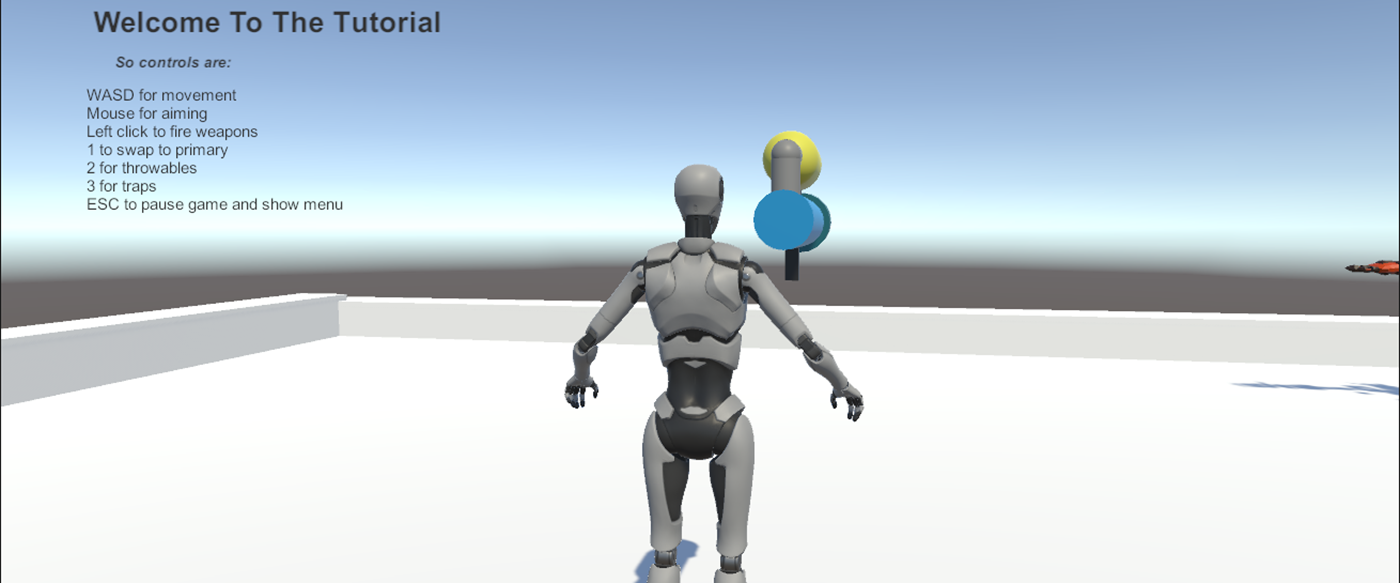 Welcome To The Tutorial
So controls are:
WASD for movement
Mouse for aiming
Left click to fire weapons
1 to swap to primary
2 for throwables
3 for traps
ESC to pause game and show menu